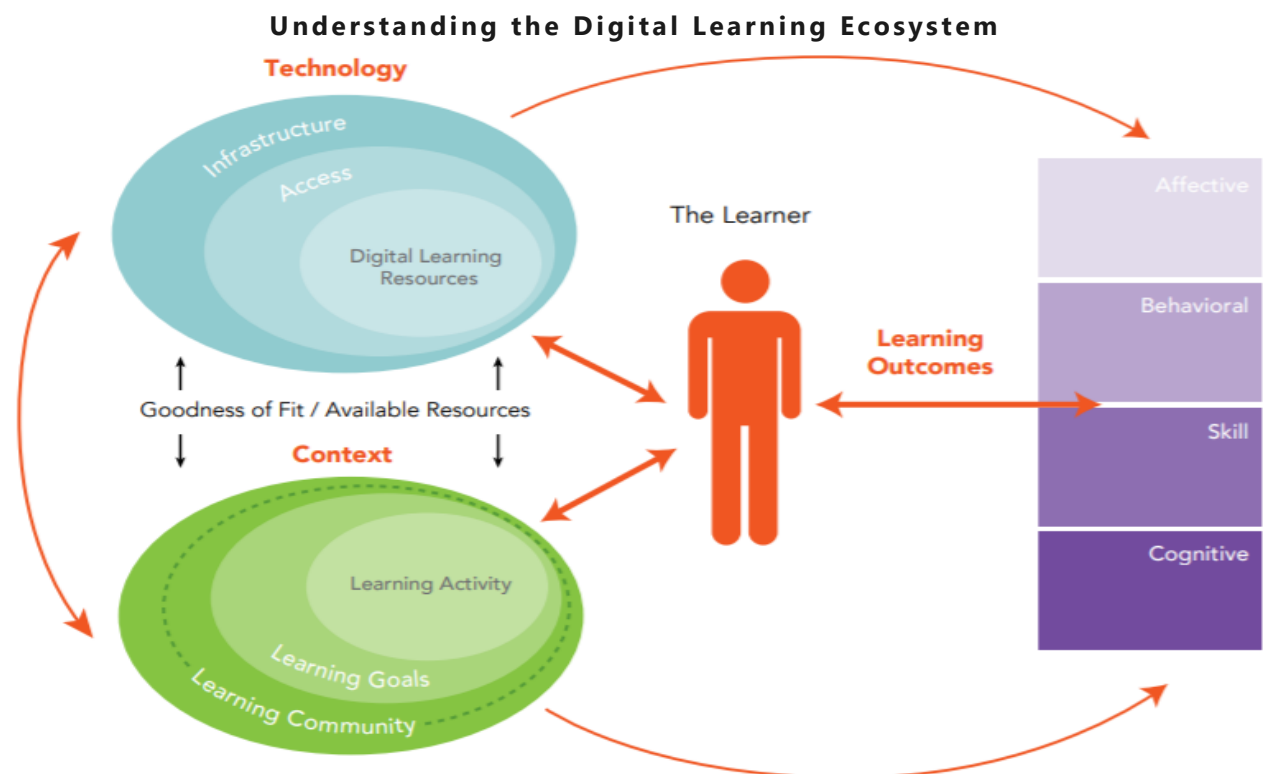 Understanding the Digital Learning Ecosystem
Technology
Infrastructure
Access
Digital Learning
Resources
The Learner
Affective
Behavioral
Learning
Outcomes
Goodness of Fit / Available Resources
Skill
Context
Cognitive
Learning Activity
Learning Goals
Learning Community